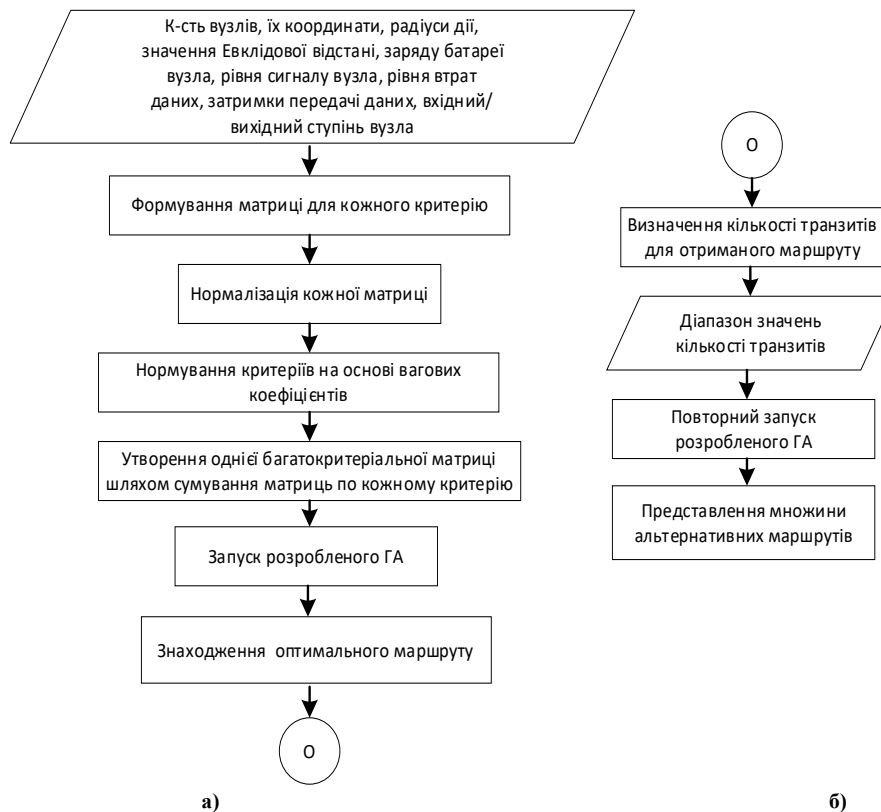 К-сть вузлів, їх координати, радіуси дії,
значення Евклідової відстані, заряду батареї
вузла, рівня сигналу вузла, рівня втрат
даних, затримки передачі даних, вхідний/
вихідний ступінь вузла
Формування матриці для кожного критерію
Нормалізація кожної матриці
Нормування критеріїв на основі вагових
коефіцієнтів
Утворення однієї багатокритеріальної матриці
шляхом сумування матриць по кожному критерію
Запуск розробленого ГА
Знаходження оптимального маршруту
О
а)
О
Визначення кількості транзитів
для отриманого маршруту
Діапазон значень
кількості транзитів
Повторний запуск
розробленого ГА
Представлення множини
альтернативних маршрутів
б)